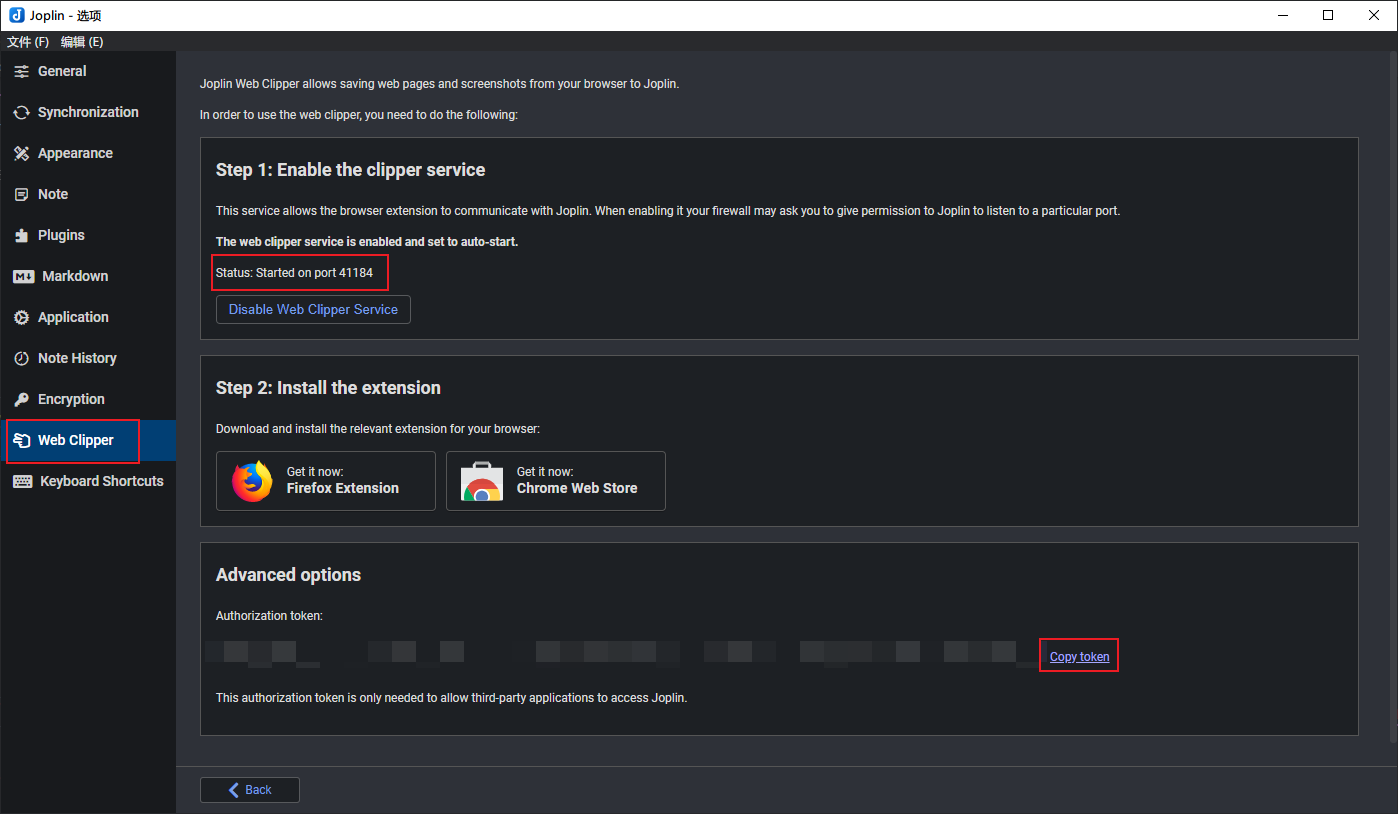 Joplin - 选项
文件 (F) 编辑 (E)
General
Synchronization
Appearance
Note
Plugins
Markdown
Application
Note History
Encryption
Web Clipper
Keyboard Shortcuts
Joplin Web Clipper allows saving web pages and screenshots from your browser to Joplin.
In order to use the web clipper, you need to do the following:
Step 1: Enable the clipper service
This service allows the browser extension to communicate with Joplin. When enabling it your firewall may ask you to give permission to Joplin to listen to a particular port.
The web clipper service is enabled and set to auto-start.
Status: Started on port 41184
Disable Web Clipper Service
Step 2: Install the extension
Download and install the relevant extension for your browser:
Get it now:
Firefox Extension
Get it now:
Chrome Web Store
Advanced options
Authorization token:
Copy token
This authorization token is only needed to allow third-party applications to access Joplin.
Back